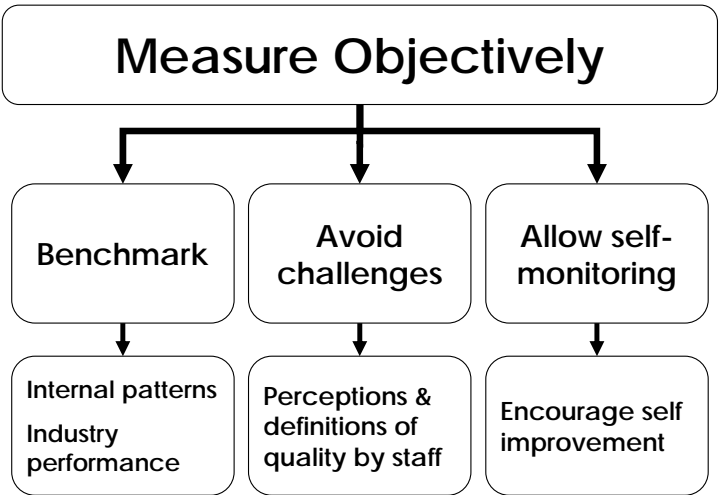 Measure Objectively
Benchmark
Avoid
challenges
Allow self-
monitoring
Internal patterns
Industry
performance
Perceptions &
definitions of
quality by staff
Encourage self
improvement